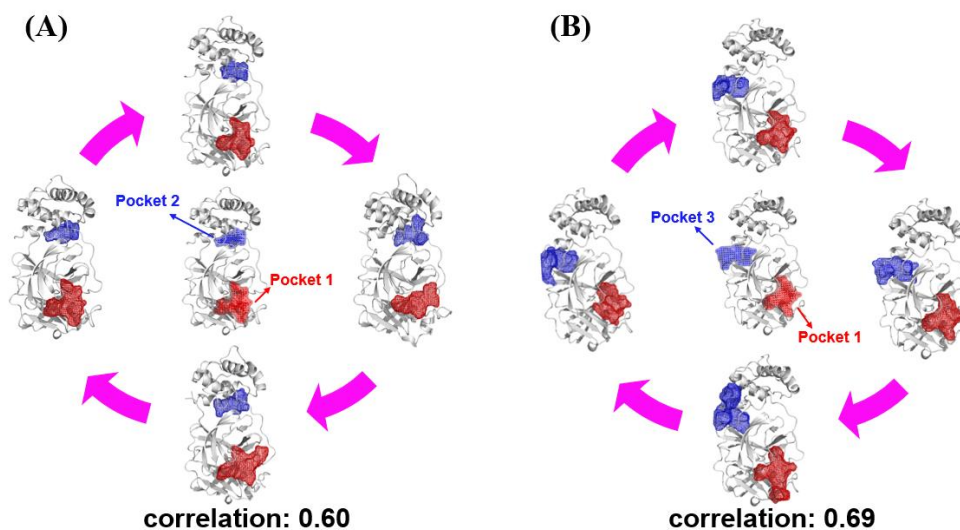 (A)
Pocket 2
Pocket 1
correlation: 0.60
(B)
Pocket 3
Pocket 1
correlation: 0.69